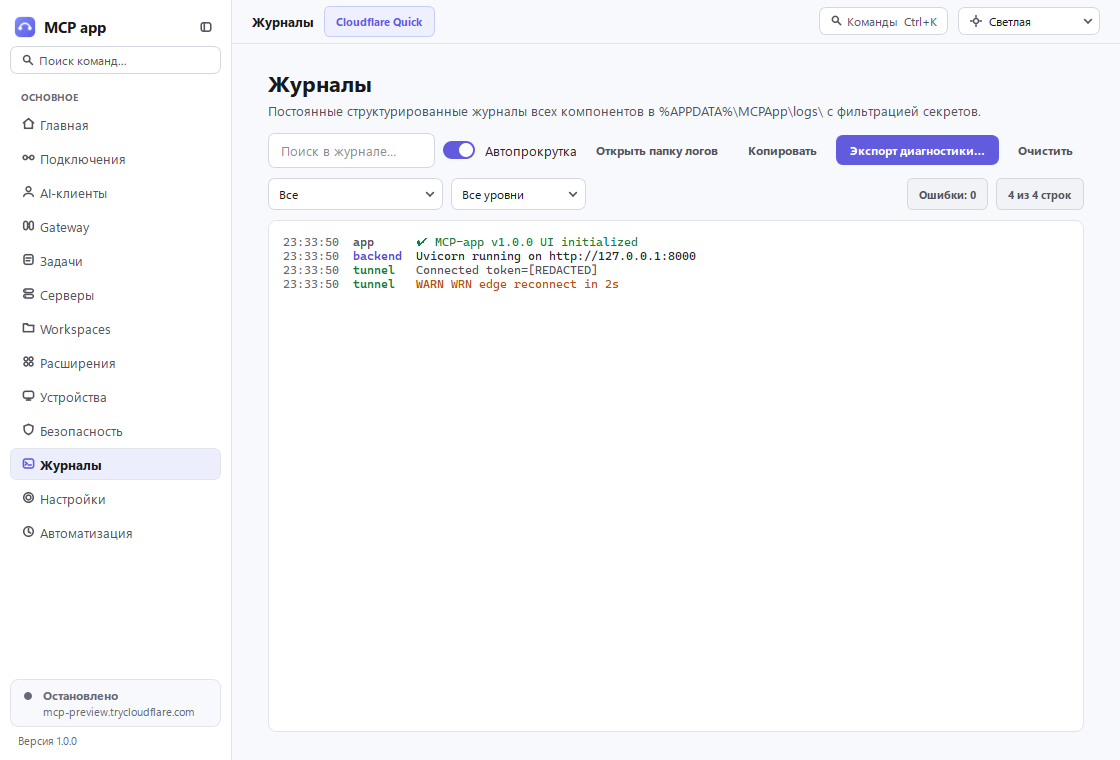 MCP app
Поиск команд...
ОСНОВНОЕ
Главная
Подключения
AI-клиенты
Gateway
Задачи
Серверы
Workspaces
Расширения
Устройства
Безопасность
Журналы
Настройки
Автоматизация
Остановлено
mcp-preview.trycloudflare.com
Версия 1.0.0
Журналы Cloudflare Quick Команды Ctrl+K Светлая
Журналы
Постоянные структурированные журналы всех компонентов в %APPDATA%\MCPApp\logs\ с фильтрацией секретов.
Поиск в журнале... Автопрокрутка Открыть папку логов Копировать Экспорт диагностики... Очистить
Все Все уровни Ошибки: 0 4 из 4 строк
23:33:50 app ✔ MCP-app v1.0.0 UI initialized
23:33:50 backend Uvicorn running on http://127.0.0.1:8000
23:33:50 tunnel Connected token=[REDACTED]
23:33:50 tunnel WARN WRN edge reconnect in 2s